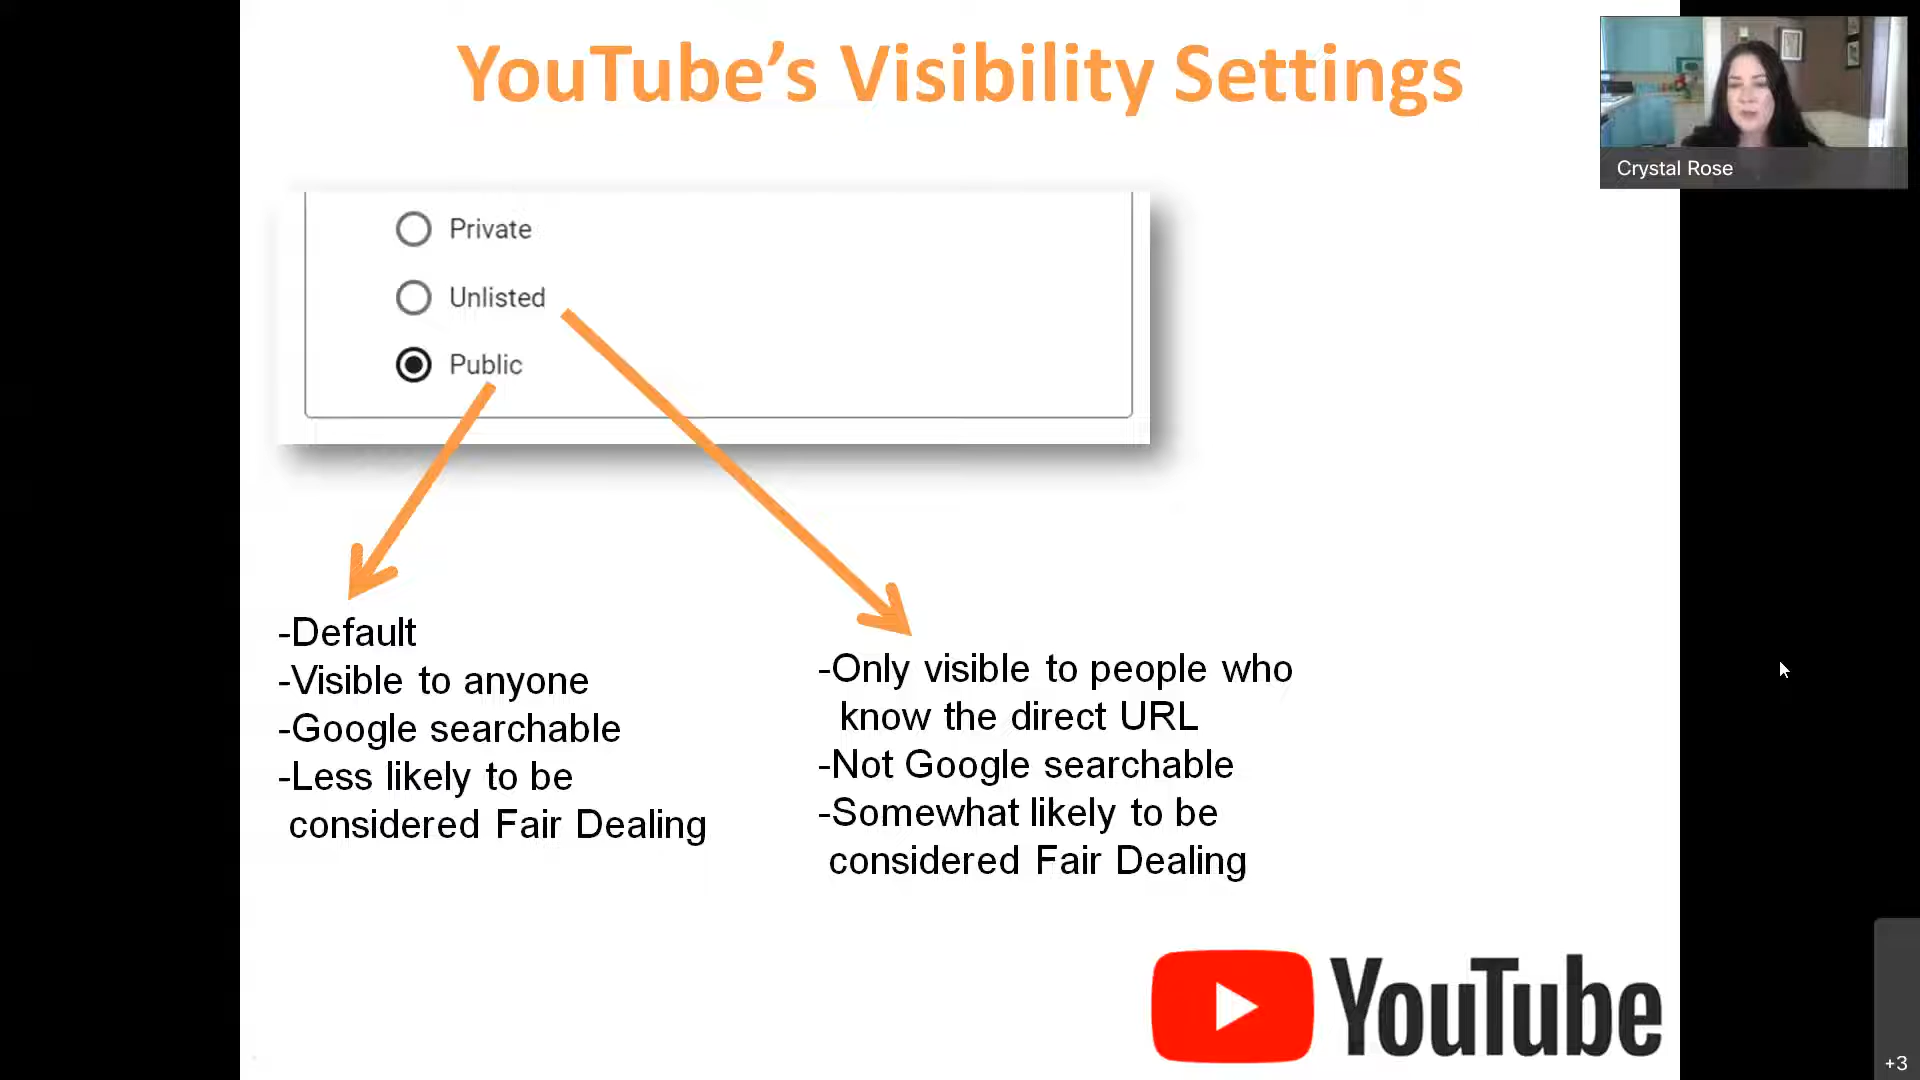 YouTube's Visibility Settings
Crystal Rose
Private
Unlisted
Public
-Default
-Visible to anyone
-Google searchable
-Less likely to be
considered Fair Dealing
-Only visible to people who
know the direct URL
-Not Google searchable
-Somewhat likely to be
considered Fair Dealing
YouTube
+3